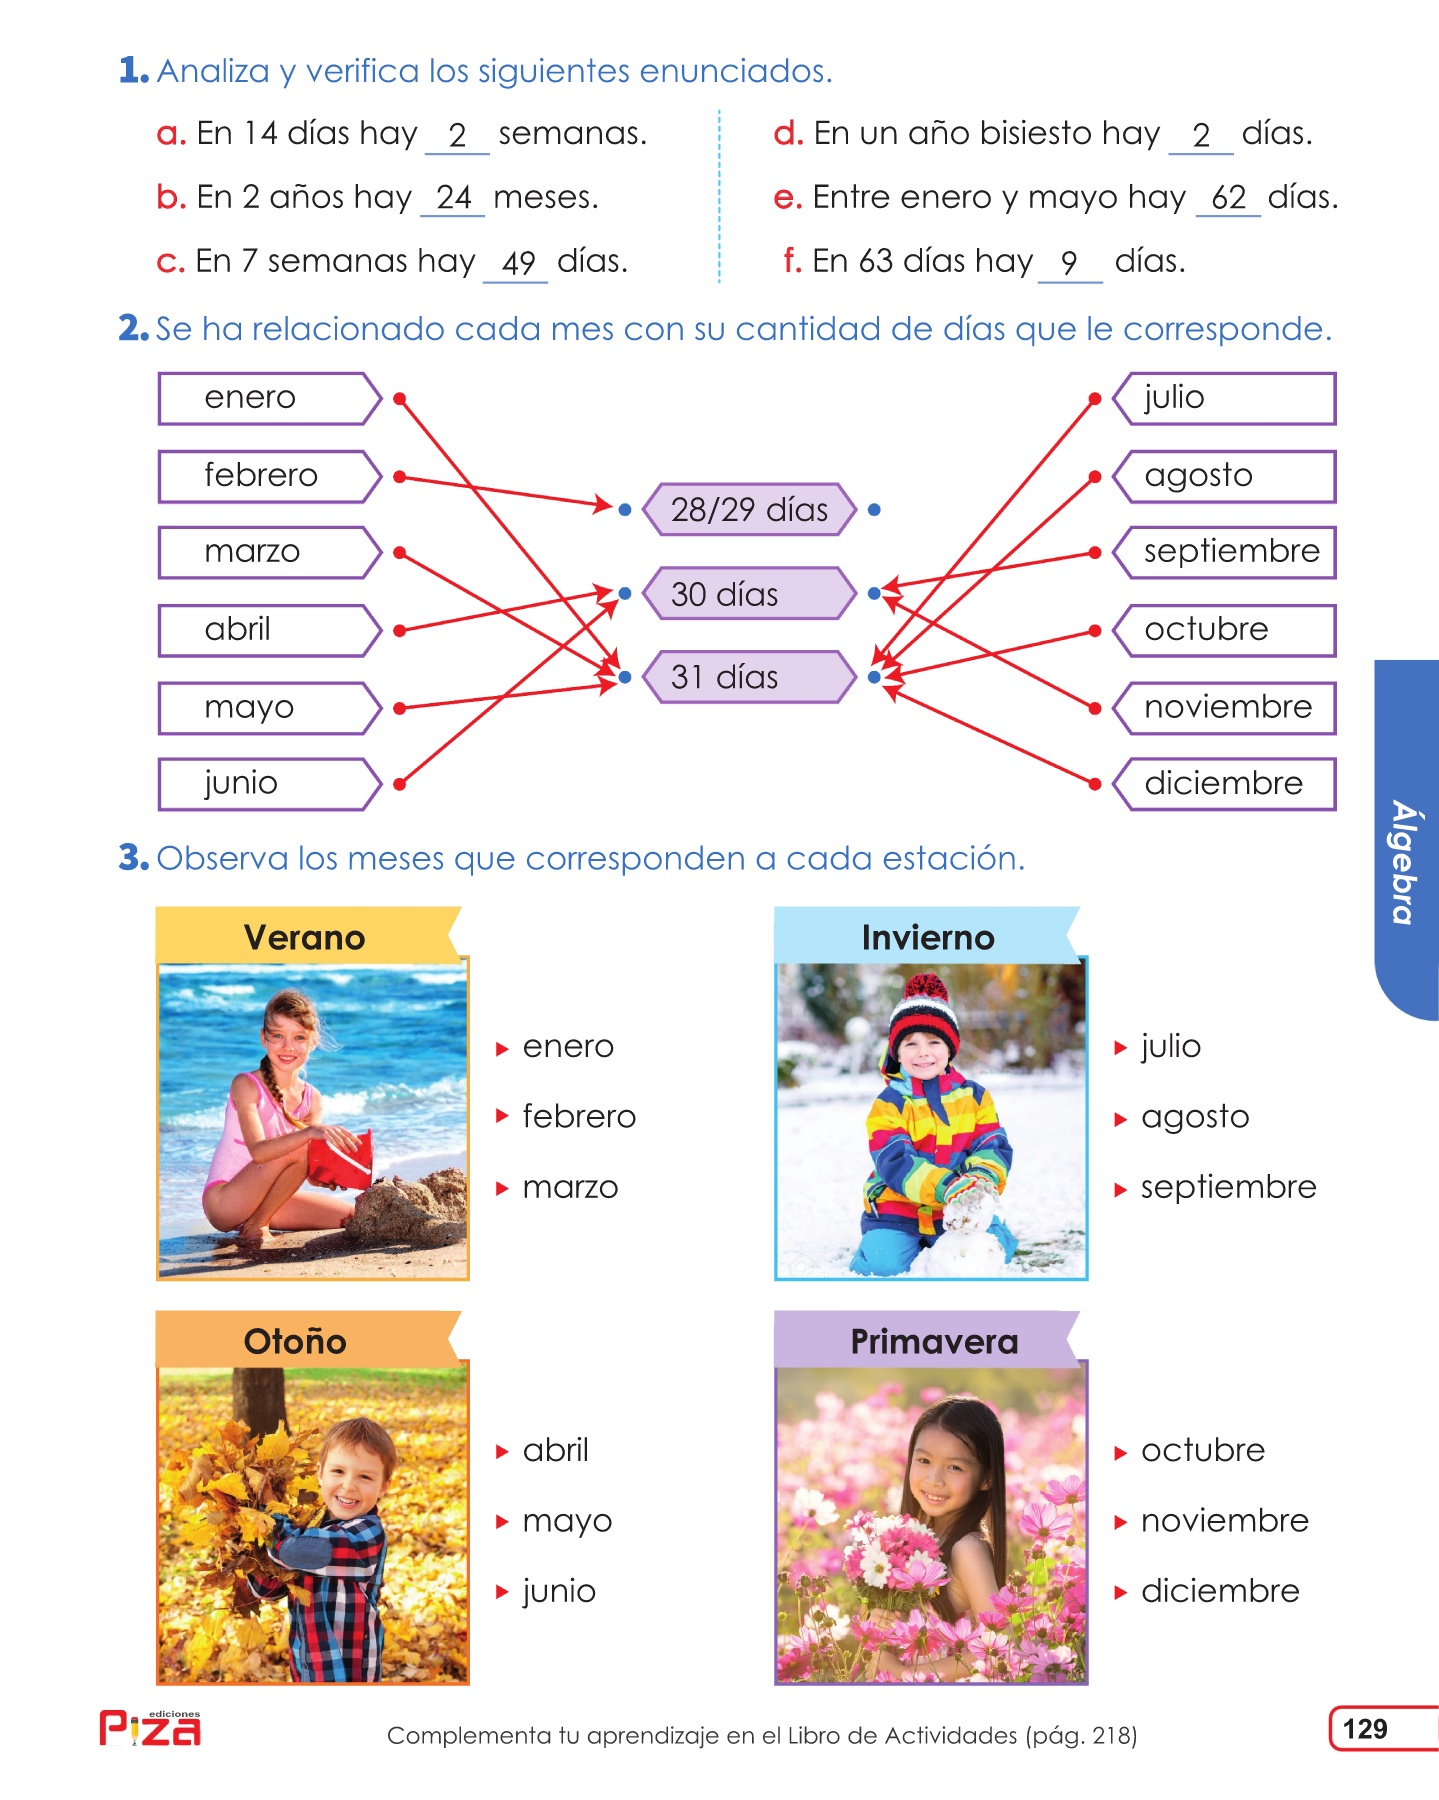 1. Analiza y verifica los siguientes enunciados.
a. En 14 días hay 2 semanas.
b. En 2 años hay 24 meses.
c. En 7 semanas hay 49 días.
d. En un año bisiesto hay 2 días.
e. Entre enero y mayo hay 62 días.
f. En 63 días hay 9 días.
2. Se ha relacionado cada mes con su cantidad de días que le corresponde.
enero
febrero
marzo
abril
mayo
junio
28/29 días
30 días
31 días
julio
agosto
septiembre
octubre
noviembre
diciembre
Álgebra
3. Observa los meses que corresponden a cada estación.
Verano
enero
febrero
marzo
Invierno
julio
agosto
septiembre
Otoño
abril
mayo
junio
Primavera
octubre
noviembre
diciembre
ediciones
Piza
Complementa tu aprendizaje en el Libro de Actividades (pág. 218)
129